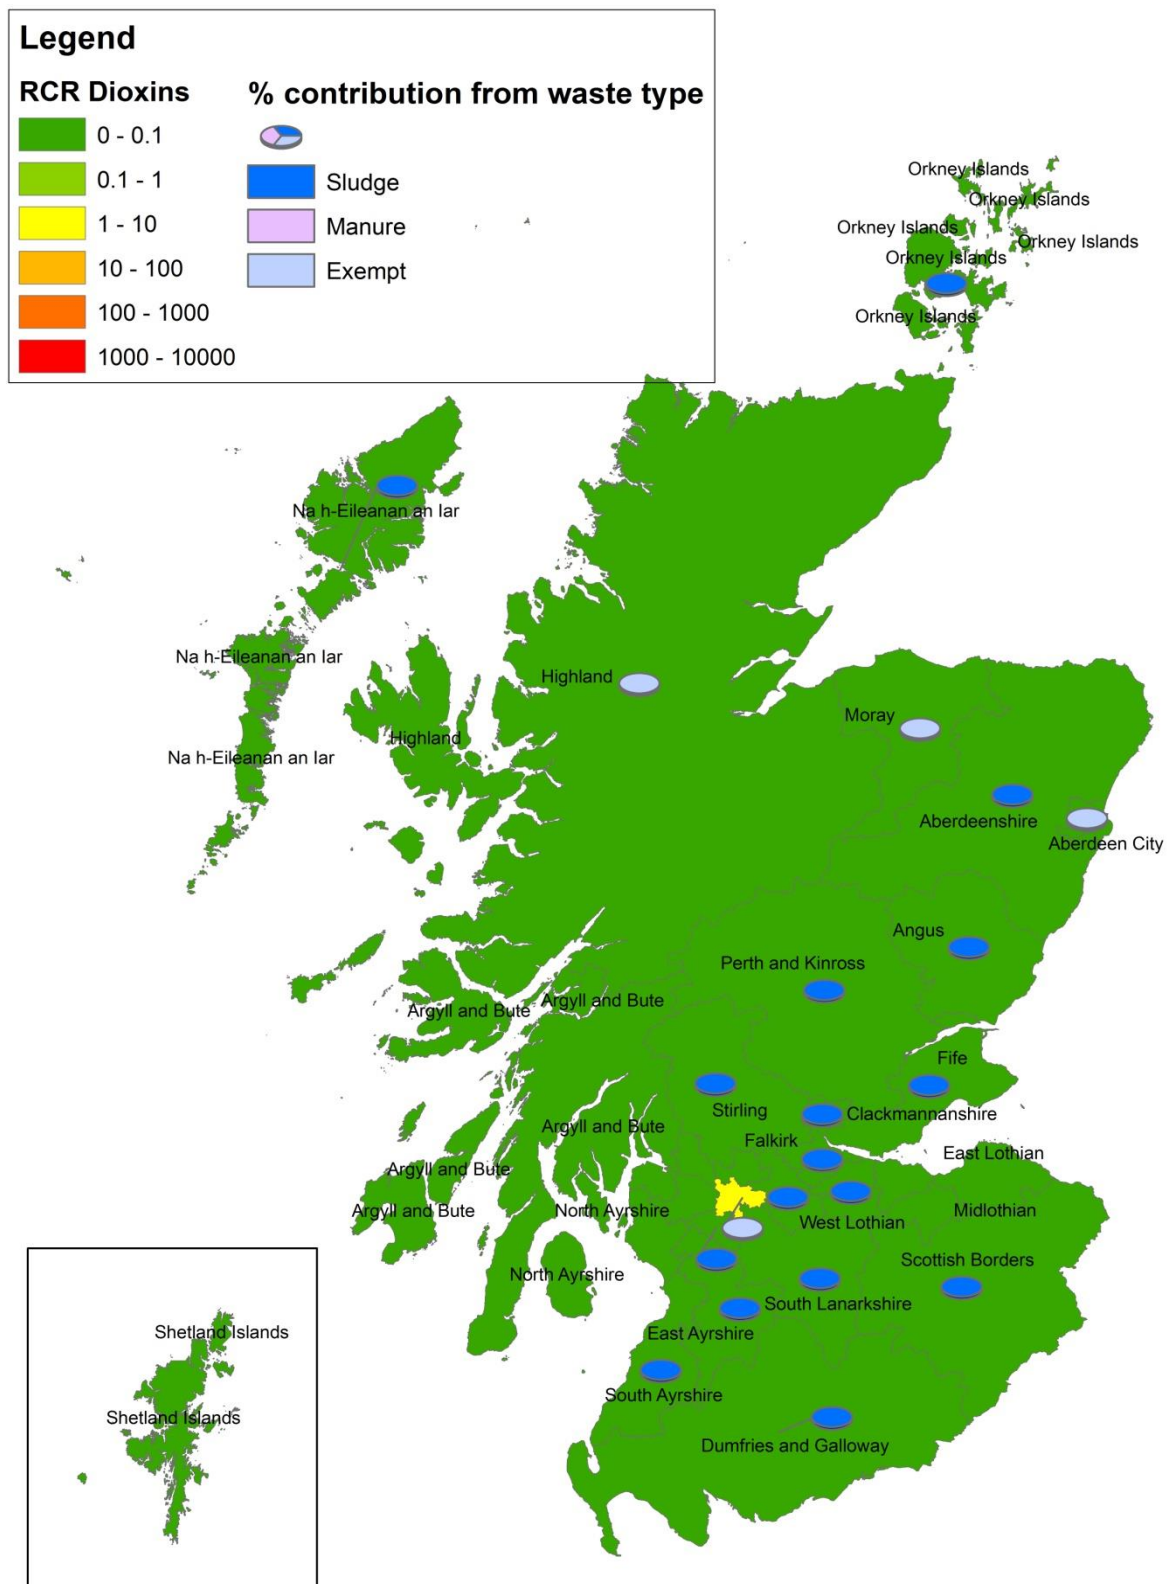 Legend
RCR Dioxins
% contribution from waste type
0 - 0.1
0.1 - 1
Sludge
1 - 10
Manure
10 - 100
Exempt
100 - 1000
1000 - 10000
Orkney Islands
Orkney Islands
Orkney Islands
Orkney Islands
Orkney Islands
Orkney Islands
Na h-Eileanan an Iar
Na h-Eileanan an Iar
Highland
Moray
Highland
Na h-Eileanan an Iar
Aberdeenshire
Aberdeen City
Angus
Perth and Kinross
Argyll and Bute
Argyll and Bute
Fife
Stirling
Clackmannanshire
Argyll and Bute
Falkirk
East Lothian
Argyll and Bute
Argyll and Bute
North Ayrshire
West Lothian
Midlothian
Scottish Borders
North Ayrshire
South Lanarkshire
East Ayrshire
Shetland Islands
South Ayrshire
Shetland Islands
Dumfries and Galloway